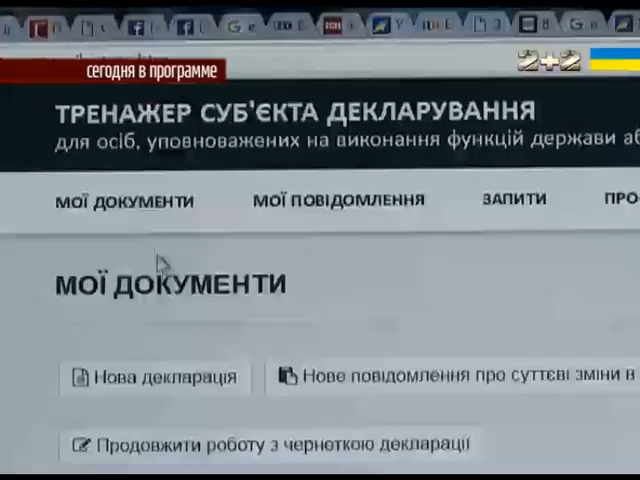 сегодня в программе
2+2
ТРЕНАЖЕР СУБ'ЄКТА ДЕКЛАРУВАННЯ
для осіб, уповноважених на виконання функцій держави
МОЇ ДОКУМЕНТИ МОЇ ПОВІДОМЛЕННЯ ЗАПИТИ
МОЇ ДОКУМЕНТИ
Нова декларація Нове повідомлення про суттєві зміни в
Продовжити роботу з чернеткою декларації